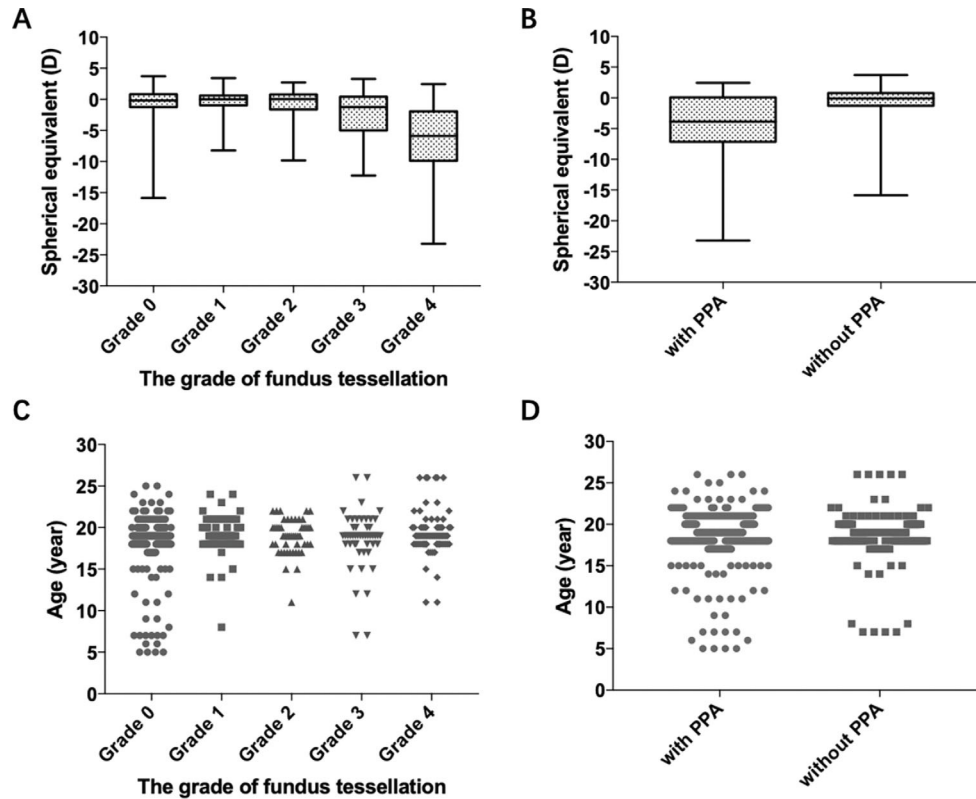 A
Spherical equivalent (D)
10
5
0
-5
-10
-15
-20
-25
-30
Grade 0
Grade 1
Grade 2
Grade 3
Grade 4
The grade of fundus tessellation
B
Spherical equivalent (D)
10
5
0
-5
-10
-15
-20
-25
-30
with PPA
without PPA
C
Age (year)
30
25
20
15
10
5
0
Grade 0
Grade 1
Grade 2
Grade 3
Grade 4
The grade of fundus tessellation
D
Age (year)
30
25
20
15
10
5
0
with PPA
without PPA